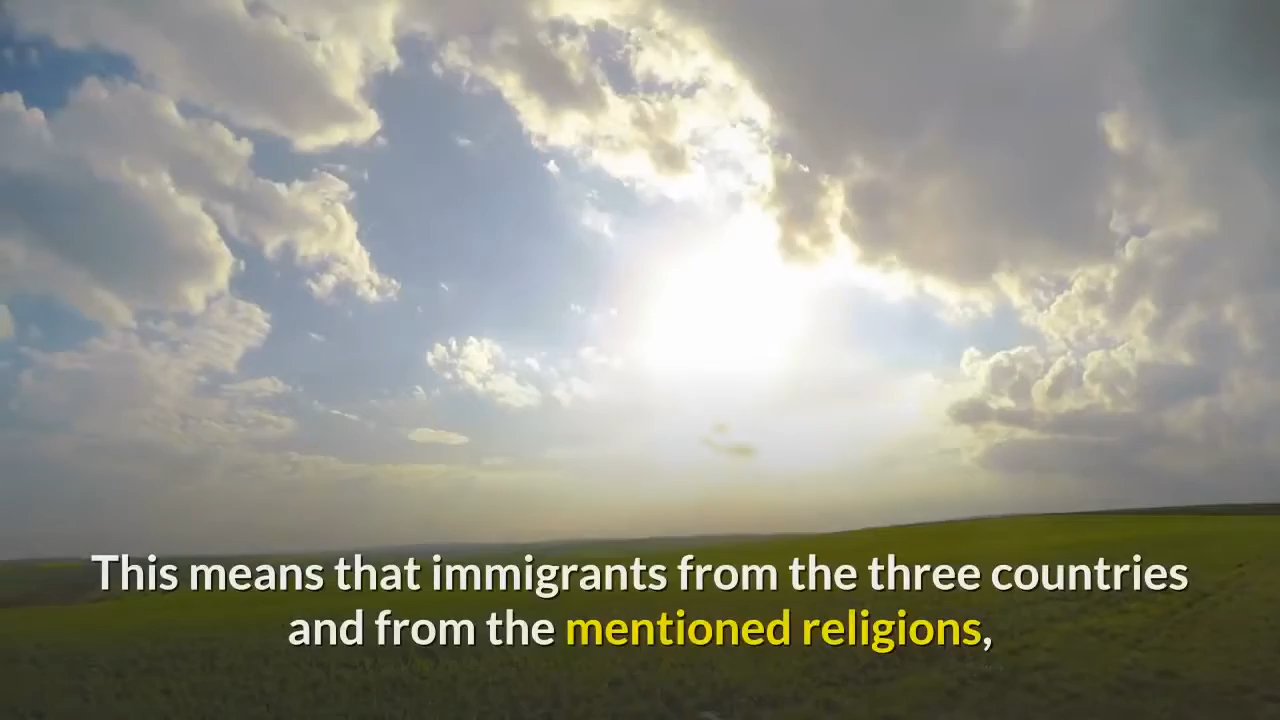 This means that immigrants from the three countries
and from the mentioned religions,